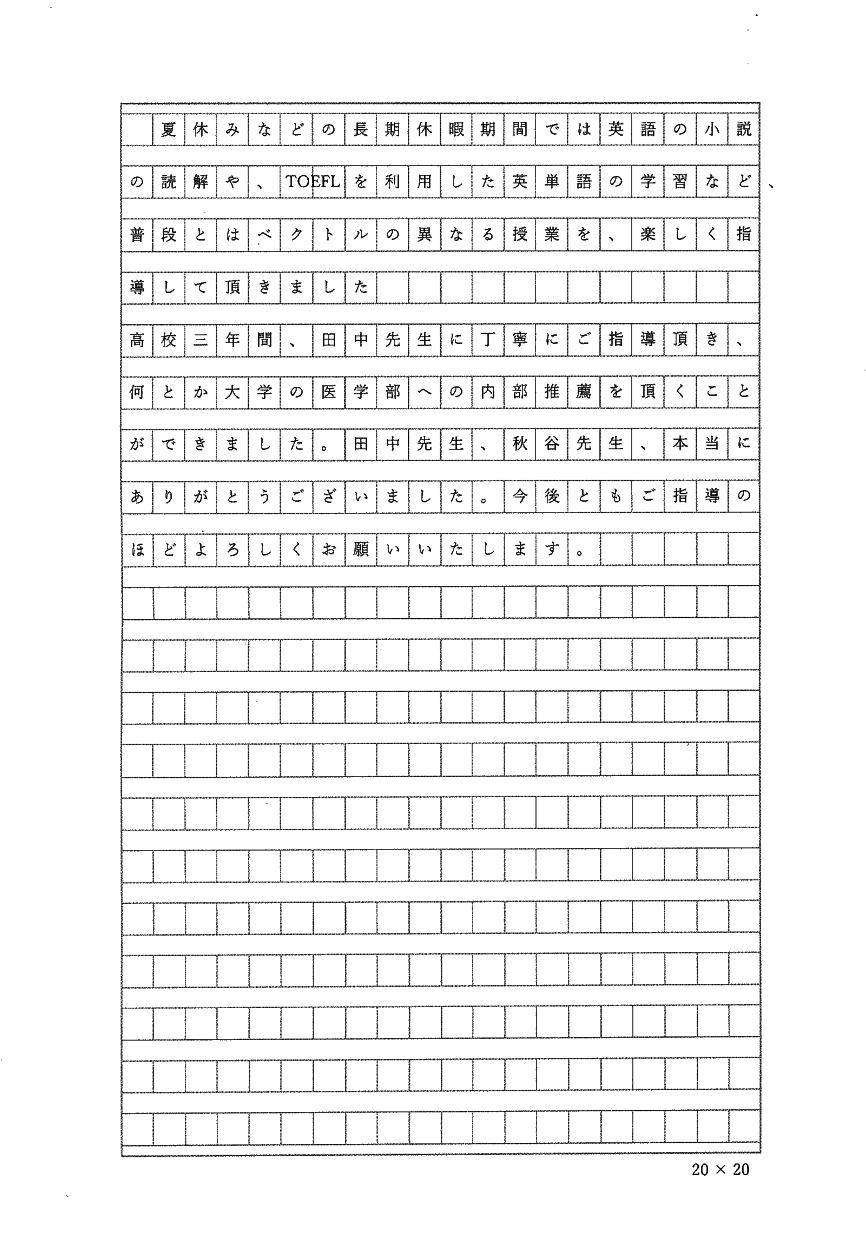 夏休みなどの長期休暇期間では英語の小説
の読解や、TOEFLを利用した英単語の学習など、
普段とはベクトルの異なる授業を、楽しく指
導して頂きました
高校三年間、田中先生に丁寧にご指導頂き、
何とか大学の医学部への内部推薦を頂くこと
ができました。田中先生、秋谷先生、本当に
ありがとうございました。今後ともご指導の
ほどよろしくお願いいたします。
20 × 20